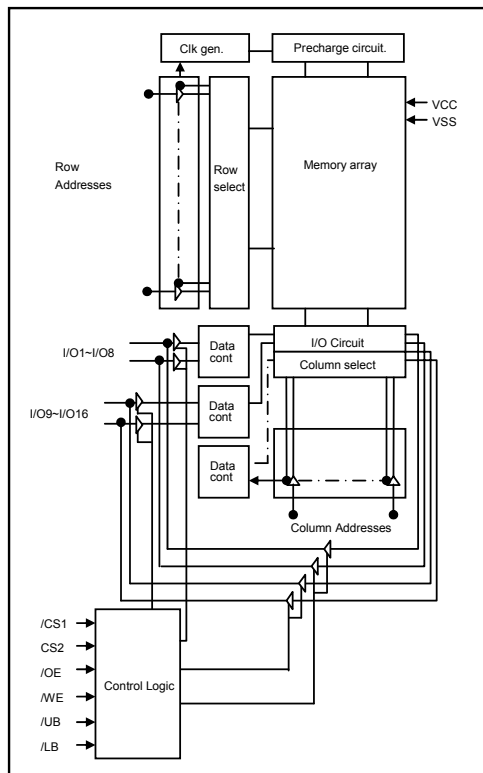 Clk gen.
Precharge circuit.
VCC
VSS
Row
Addresses
Row
select
Memory array
I/O1~I/O8
Data
cont
I/O Circuit
Column select
I/O9~I/O16
Data
cont
Data
cont
Column Addresses
/CS1
CS2
/OE
/WE
/UB
/LB
Control Logic